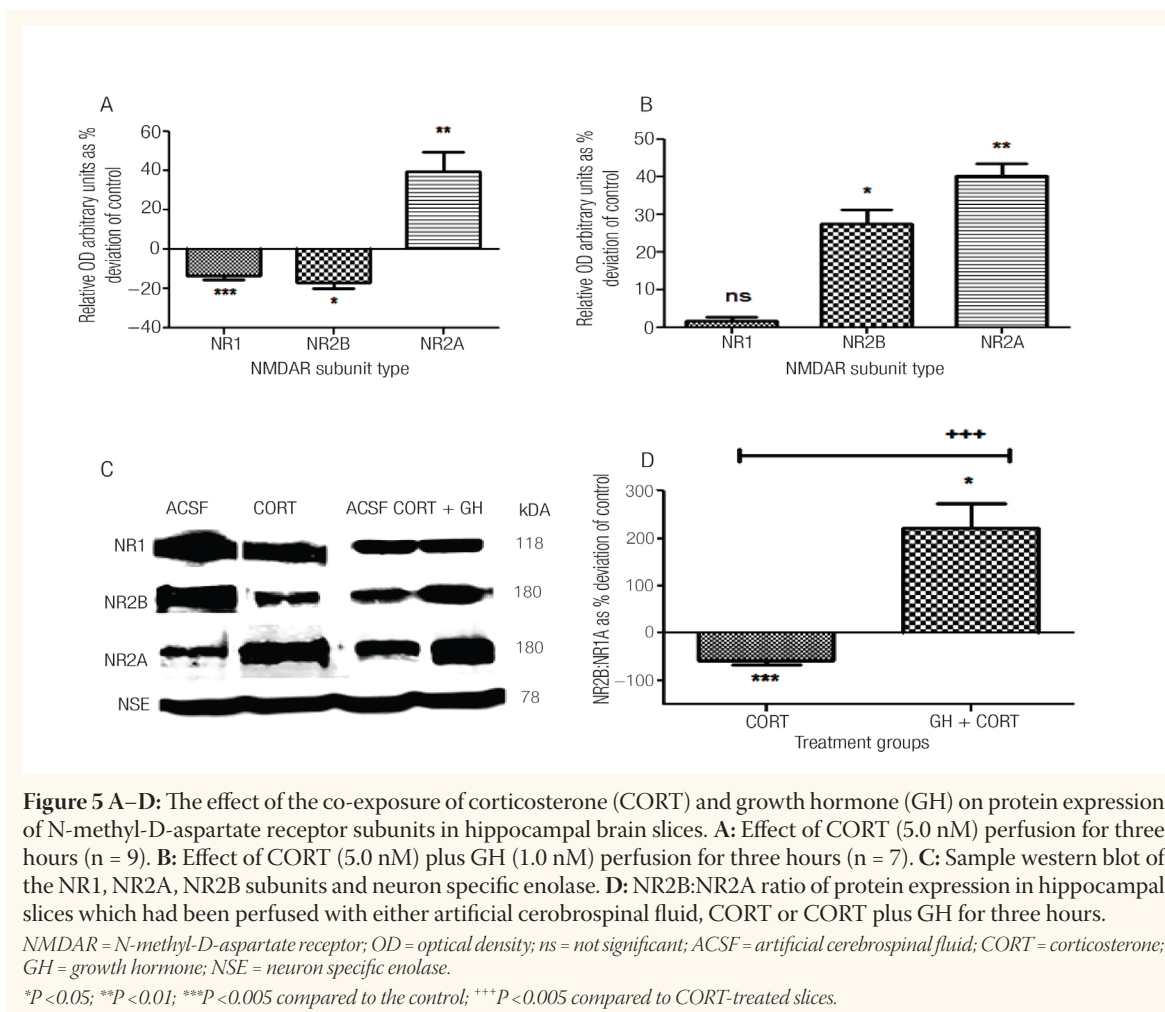 A
Relative OD arbitrary units as %
deviation of control
60
40
20
0
−20
−40
***
*
**
NR1 NR2B NR2A
NMDAR subunit type
B
Relative OD arbitrary units as %
deviation of control
50
40
30
20
10
0
ns
*
**
NR1 NR2B NR2A
NMDAR subunit type
C
ACSF CORT ACSF CORT + GH kDA
NR1 118
NR2B 180
NR2A 180
NSE 78
D
NR2B:NR1A as % deviation of control
300
200
100
0
−100
+++
*
***
CORT GH + CORT
Treatment groups
Figure 5 A–D: The effect of the co-exposure of corticosterone (CORT) and growth hormone (GH) on protein expression
of N-methyl-D-aspartate receptor subunits in hippocampal brain slices. A: Effect of CORT (5.0 nM) perfusion for three
hours (n = 9). B: Effect of CORT (5.0 nM) plus GH (1.0 nM) perfusion for three hours (n = 7). C: Sample western blot of
the NR1, NR2A, NR2B subunits and neuron specific enolase. D: NR2B:NR2A ratio of protein expression in hippocampal
slices which had been perfused with either artificial cerebrospinal fluid, CORT or CORT plus GH for three hours.
NMDAR = N-methyl-D-aspartate receptor; OD = optical density; ns = not significant; ACSF = artificial cerebrospinal fluid; CORT = corticosterone;
GH = growth hormone; NSE = neuron specific enolase.
*P <0.05; **P <0.01; ***P <0.005 compared to the control; +++P <0.005 compared to CORT-treated slices.